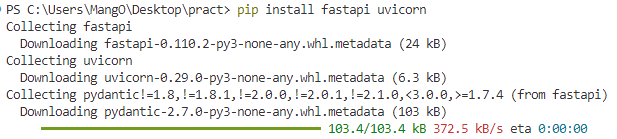 PS C:\Users\MangO\Desktop\pract> pip install fastapi uvicorn
Collecting fastapi
  Downloading fastapi-0.110.2-py3-none-any.whl.metadata (24 kB)
Collecting uvicorn
  Downloading uvicorn-0.29.0-py3-none-any.whl.metadata (6.3 kB)
Collecting pydantic!=1.8,!=1.8.1,!=2.0.0,!=2.0.1,!=2.1.0,<3.0.0,>=1.7.4 (from fastapi)
  Downloading pydantic-2.7.0-py3-none-any.whl.metadata (103 kB)
103.4/103.4 kB 372.5 kB/s eta 0:00:00